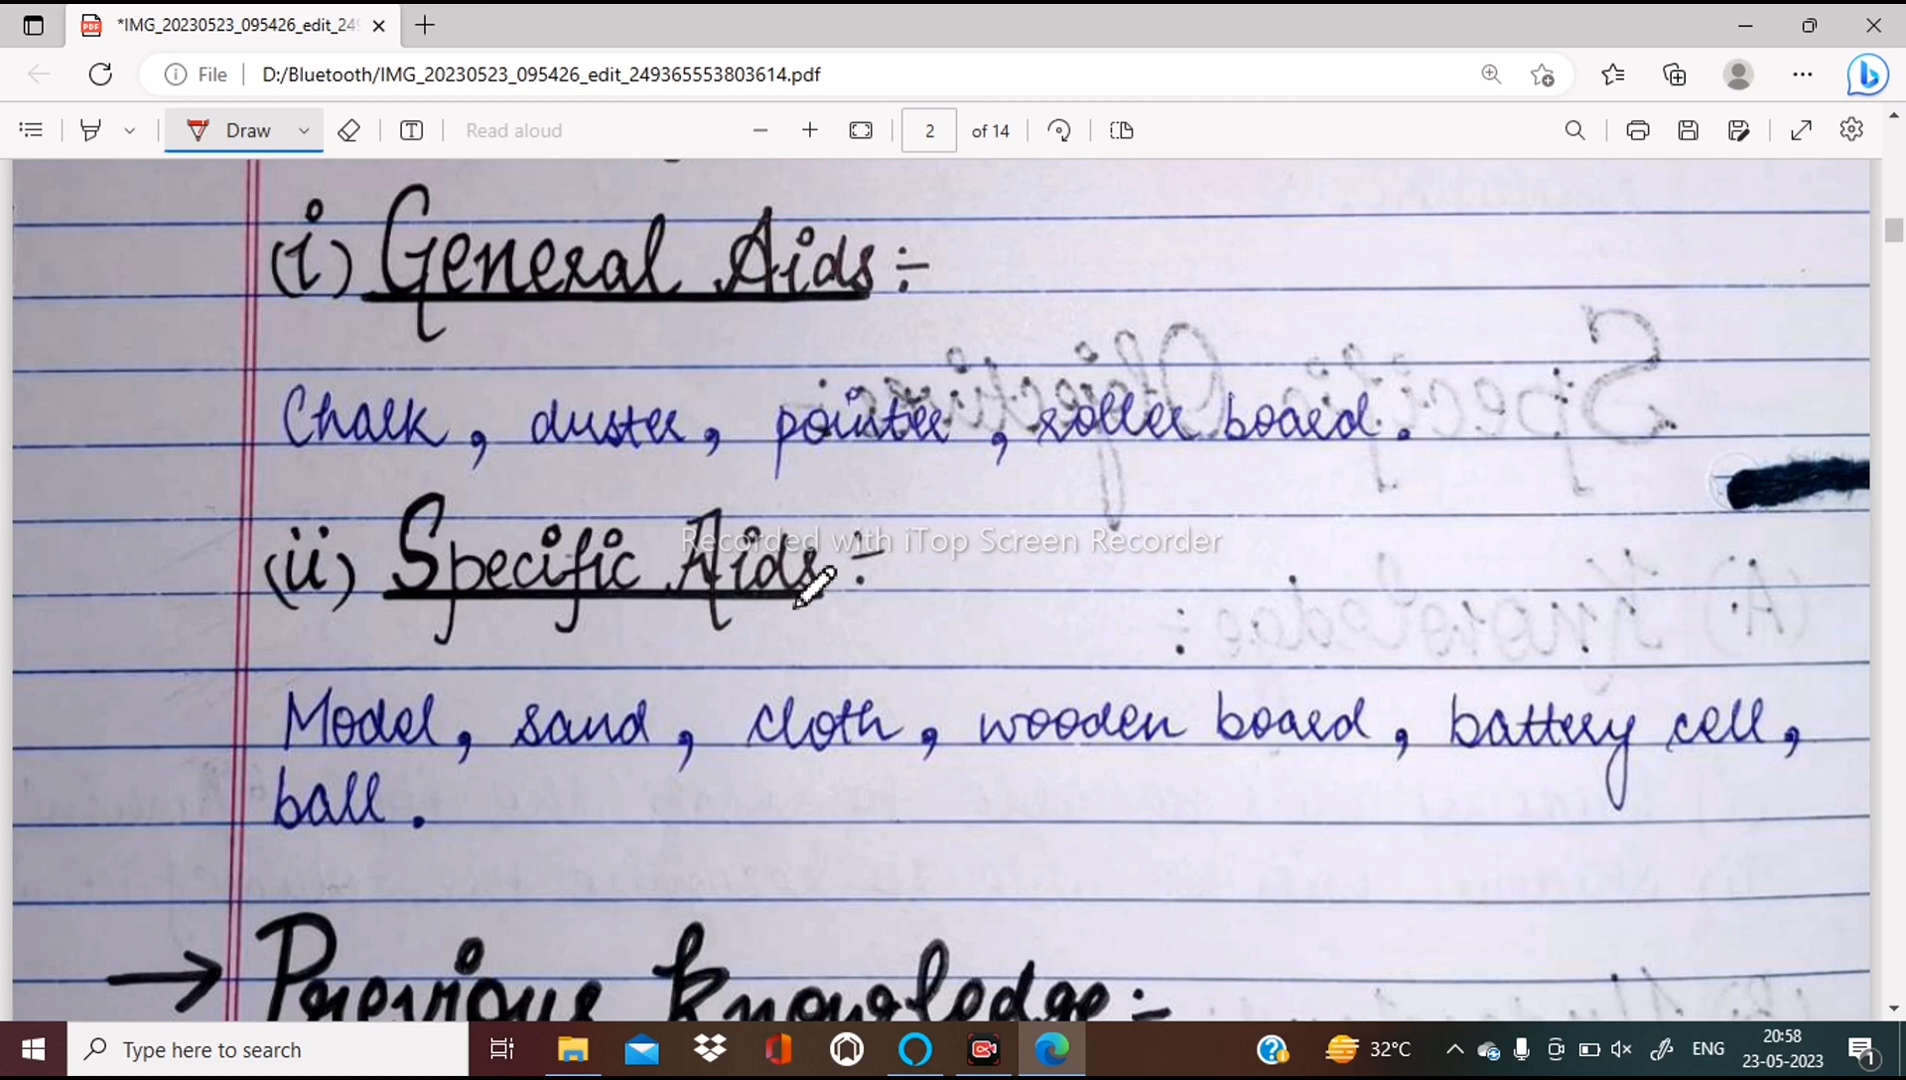 *IMG_20230523_095426_edit_249
File
D:/Bluetooth/IMG_20230523_095426_edit_249365553803614.pdf
Draw
Read aloud
2 of 14
(i) General Aids :-
Chalk, duster, pointer, roller board.
(ii) Specific Aids :-
Recorded with iTop Screen Recorder
Model, sand, cloth, wooden board, battery cell,
ball.
→ Previous Knowledge :-
Type here to search
32°C
ENG
20:58
23-05-2023
1